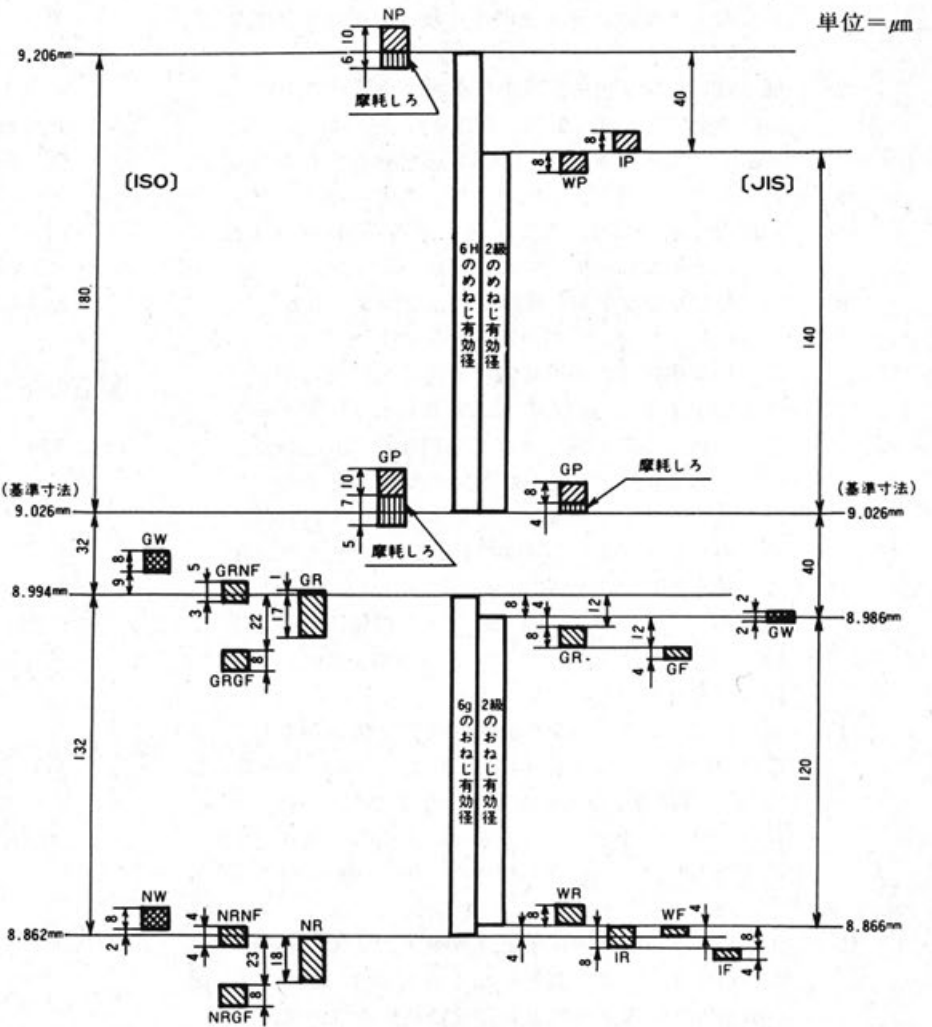 単位=μm
NP
10
6
摩耗しろ
9,206mm
40
8
IP
8
WP
〔ISO〕
〔JIS〕
180
6Hのめねじ有効径
2級のめねじ有効径
140
GP
10
7
5
摩耗しろ
GP
8
4
摩耗しろ
(基準寸法)
9.026mm
(基準寸法)
9.026mm
32
GW
8
9
GRNF
5
3
GR
1
17
22
8
GRGF
8.994mm
40
8
4
8
GR
12
12
4
GF
2
2
GW
8.986mm
132
6gのおねじ有効径
2級のおねじ有効径
120
NW
8
2
NRNF
4
4
NR
23
18
8
NRGF
8.862mm
WR
8
4
8
IR
WF
4
8
4
IF
8.866mm